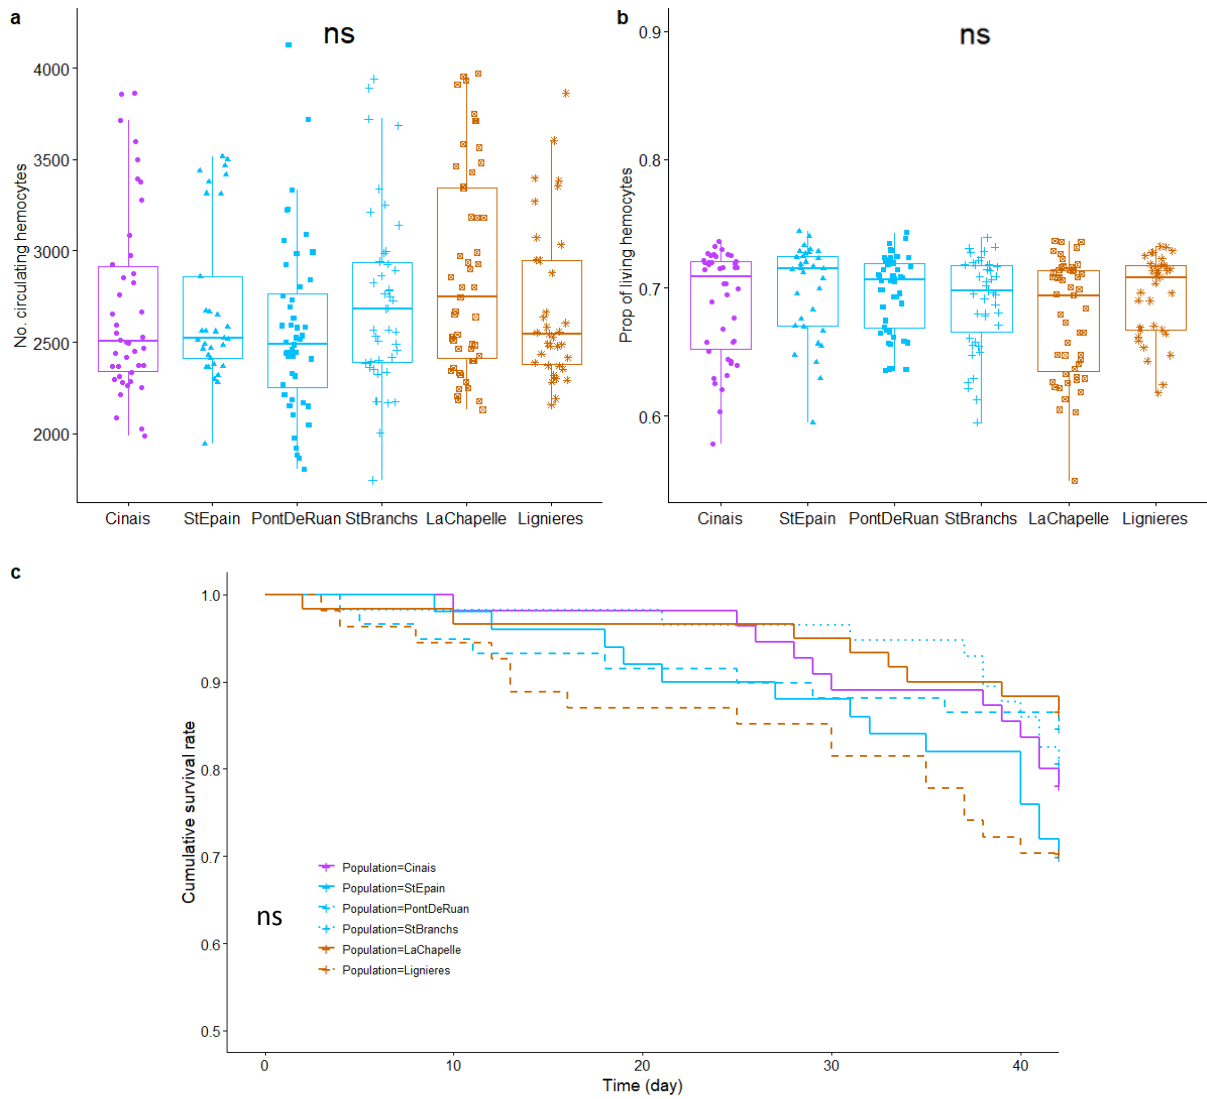 a
ns
No. circulating hemocytes
4000
3500
3000
2500
2000
Cinais StEpain PontDeRuan StBranchs LaChapelle Lignieres
b
ns
Prop of living hemocytes
0.9
0.8
0.7
0.6
Cinais StEpain PontDeRuan StBranchs LaChapelle Lignieres
c
Cumulative survival rate
1.0
0.9
0.8
0.7
0.6
0.5
ns
Population=Cinais
Population=StEpain
Population=PontDeRuan
Population=StBranchs
Population=LaChapelle
Population=Lignieres
0 10 20 30 40
Time (day)